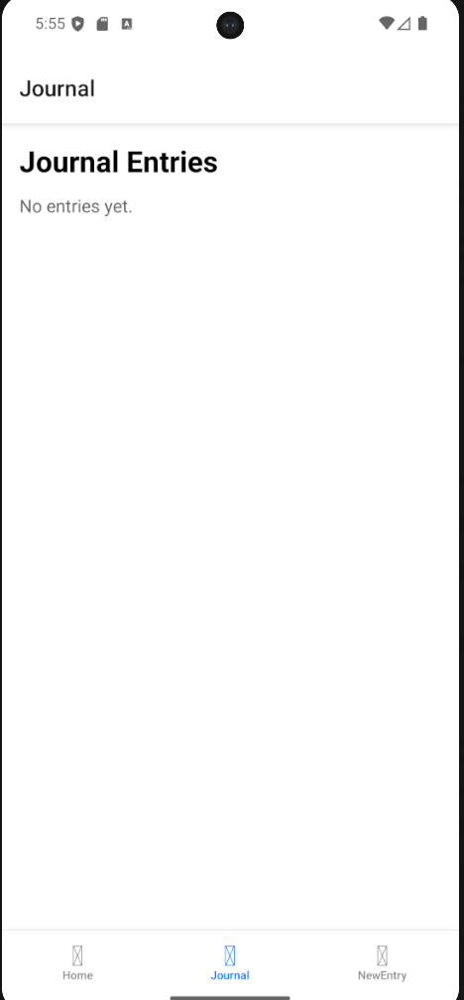 5:55
Journal
Journal Entries
No entries yet.
Home Journal NewEntry